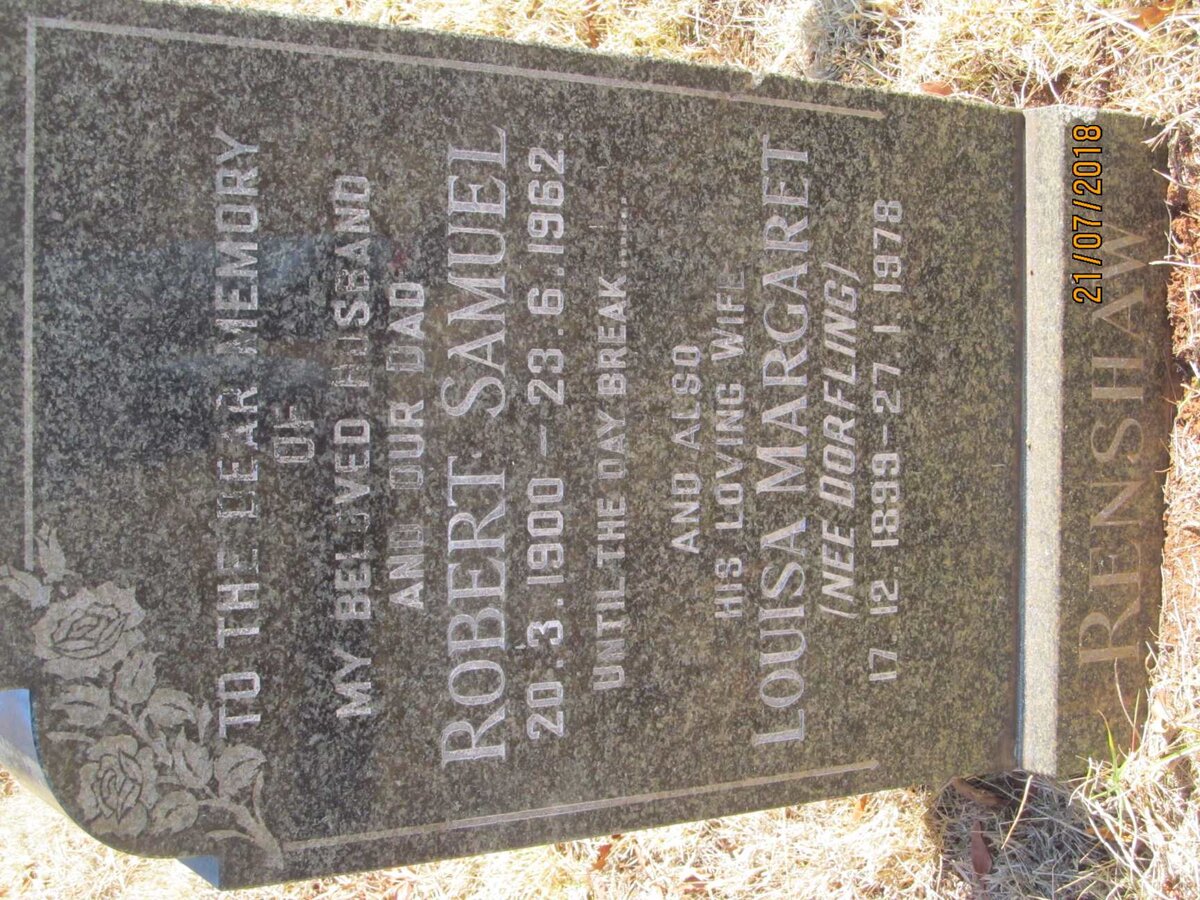 TO THE DEAR MEMORY
OF
MY BELOVED HUSBAND
AND OUR DAD
ROBERT SAMUEL
20.3.1900–23.6.1962
UNTIL THE DAY BREAK......
AND ALSO
HIS LOVING WIFE
LOUISA MARGARET
(NEE DORFLING)
17.12.1899–27.1.1978
RENSHAW
21/07/2018